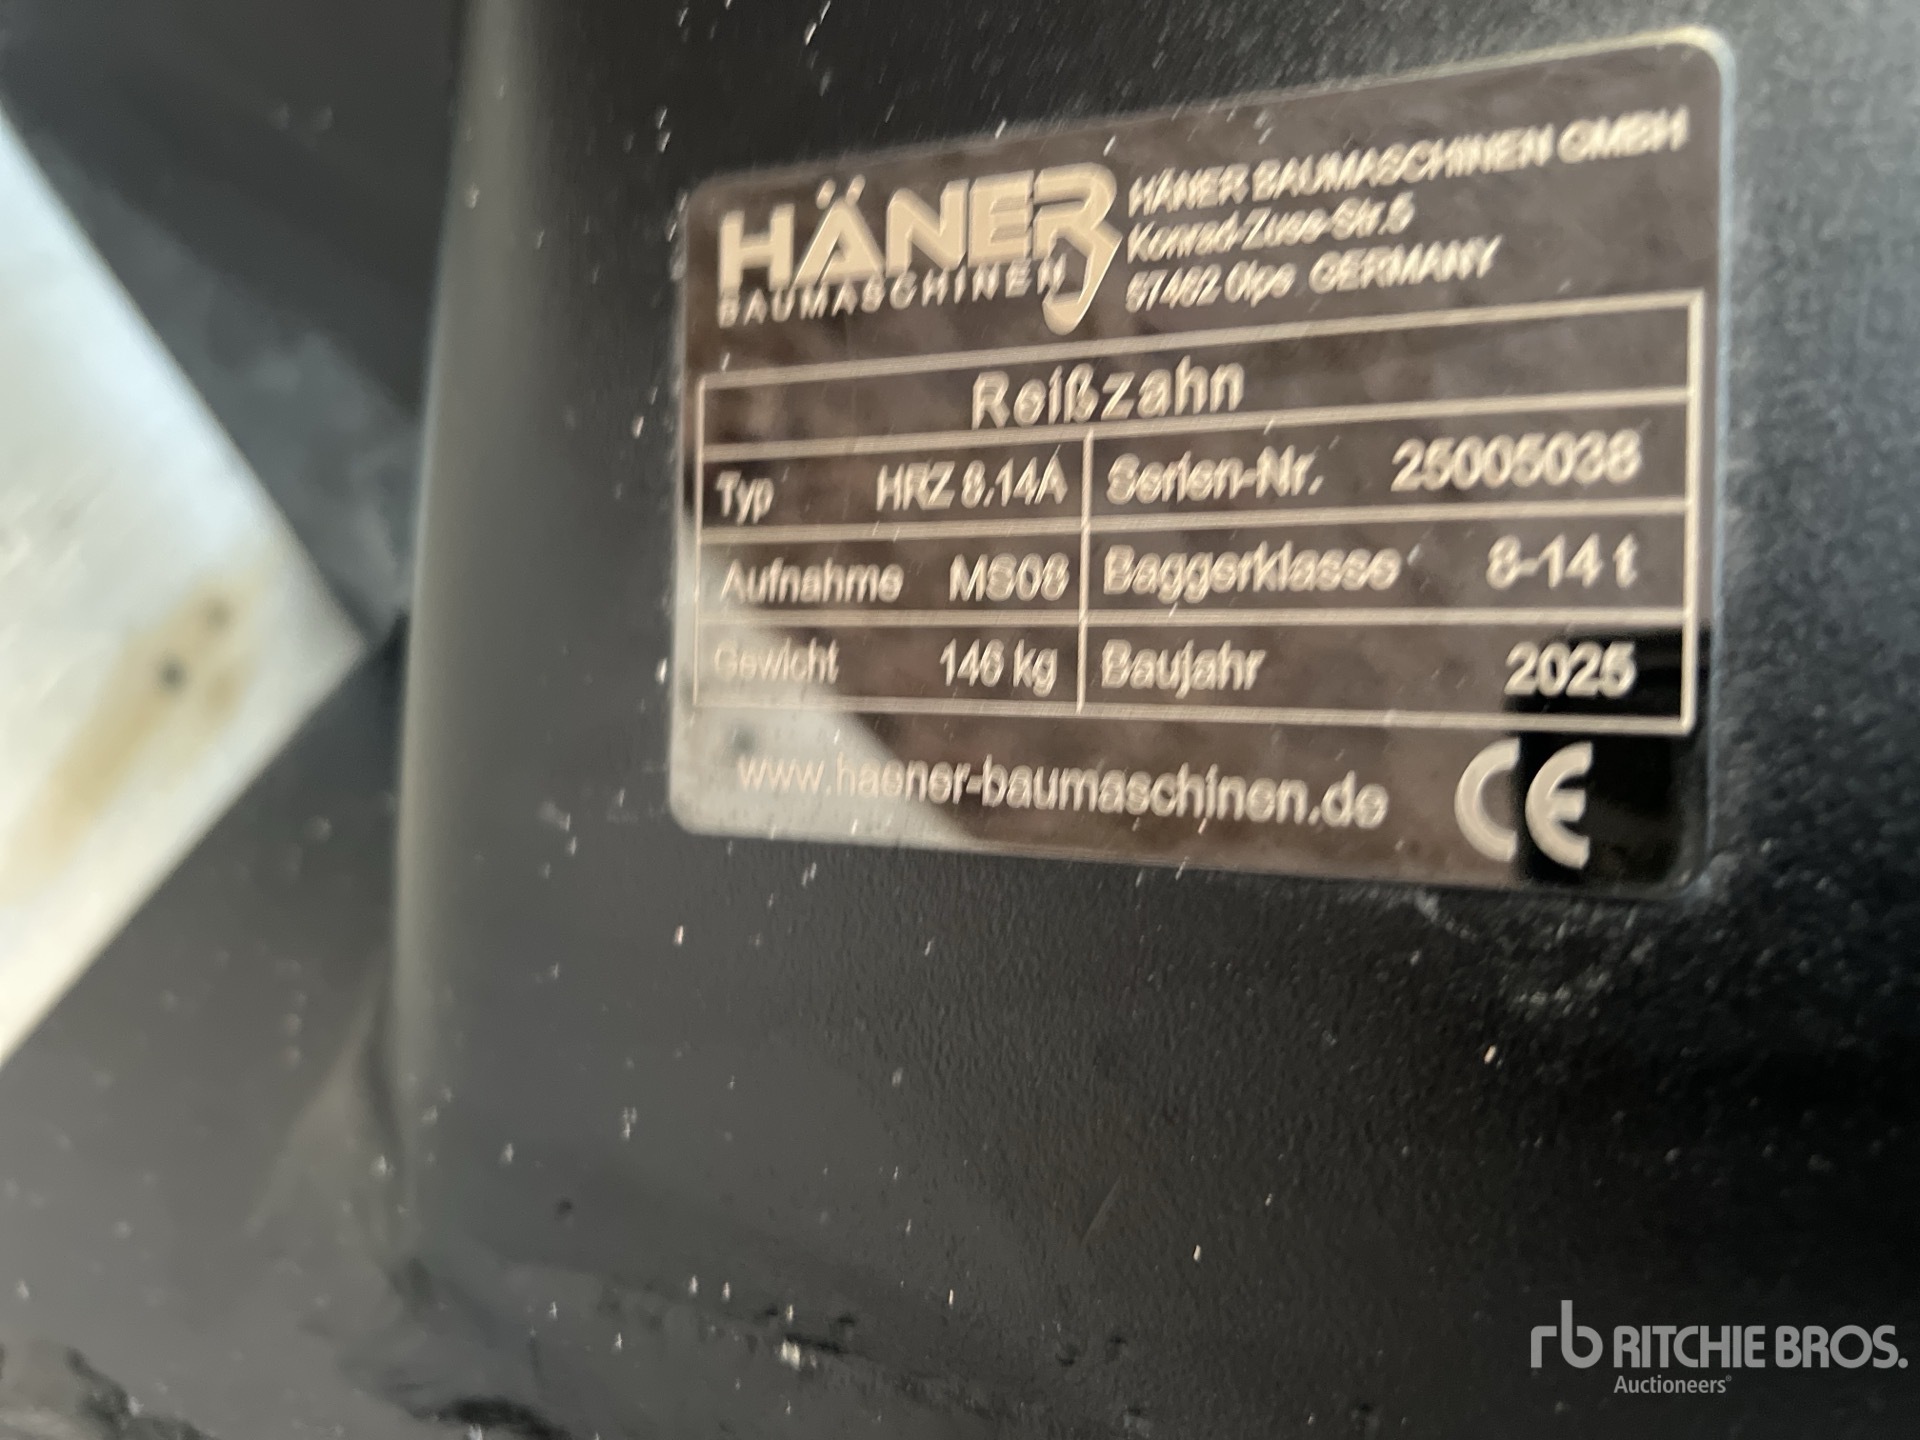 HÄNER
BAUMASCHINEN
HÄNER BAUMASCHINEN GMBH
Konrad-Zuse-Str.5
57462 Olpe GERMANY
Reißzahn
Typ HRZ 8.14A Serien-Nr. 25005038
Aufnahme MS08 Baggerklasse 8-14 t
Gewicht 146 kg Baujahr 2025
www.haener-baumaschinen.de CE
rb RITCHIE BROS.
Auctioneers®